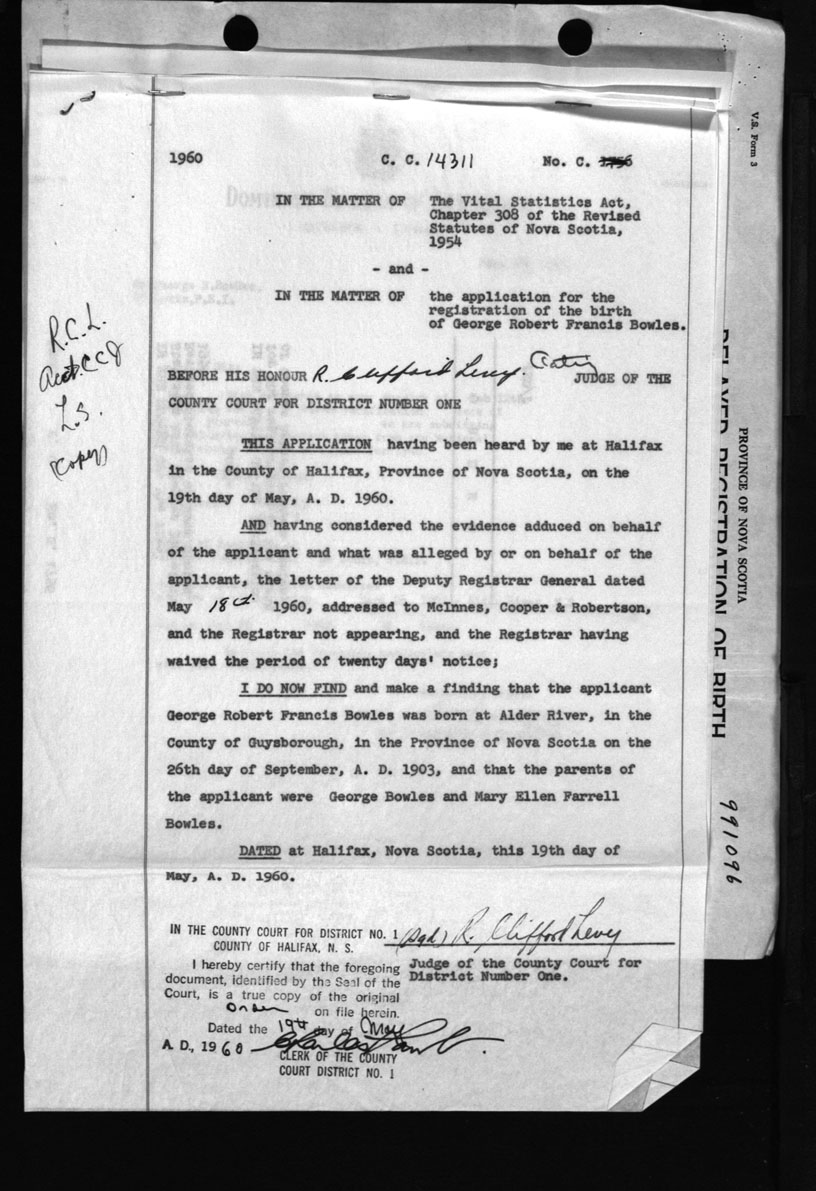 1960 C. C. 14311 No. C.
IN THE MATTER OF The Vital Statistics Act,
Chapter 308 of the Revised
Statutes of Nova Scotia,
1954
- and -
IN THE MATTER OF the application for the
registration of the birth
of George Robert Francis Bowles.
R.C.L.
L.S.
(Copy)
BEFORE HIS HONOUR R. Clifford Levy. JUDGE OF THE
COUNTY COURT FOR DISTRICT NUMBER ONE
THIS APPLICATION having been heard by me at Halifax
in the County of Halifax, Province of Nova Scotia, on the
19th day of May, A. D. 1960.
AND having considered the evidence adduced on behalf
of the applicant and what was alleged by or on behalf of the
applicant, the letter of the Deputy Registrar General dated
May 18th 1960, addressed to McInnes, Cooper & Robertson,
and the Registrar not appearing, and the Registrar having
waived the period of twenty days' notice;
I DO NOW FIND and make a finding that the applicant
George Robert Francis Bowles was born at Alder River, in the
County of Guysborough, in the Province of Nova Scotia on the
26th day of September, A. D. 1903, and that the parents of
the applicant were George Bowles and Mary Ellen Farrell
Bowles.
DATED at Halifax, Nova Scotia, this 19th day of
May, A. D. 1960.
(Sgd) R. Clifford Levy
Judge of the County Court for
District Number One.
IN THE COUNTY COURT FOR DISTRICT NO. 1
COUNTY OF HALIFAX, N. S.
I hereby certify that the foregoing
document, identified by the Seal of the
Court, is a true copy of the original
Order on file herein.
Dated the 19th day of May
A. D., 1960
CLERK OF THE COUNTY
COURT DISTRICT NO. 1
V.S. Form 3
PROVINCE OF NOVA SCOTIA
DELAYED REGISTRATION OF BIRTH
991096